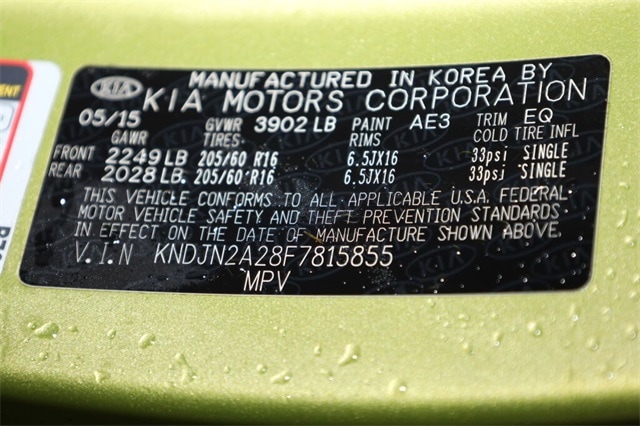 MANUFACTURED IN KOREA BY
KIA KIA MOTORS CORPORATION
05/15 GVWR 3902 LB PAINT AE3 TRIM EQ
GAWR TIRES RIMS COLD TIRE INFL
FRONT 2249 LB 205/60 R16 6.5JX16 33psi SINGLE
REAR 2028 LB 205/60 R16 6.5JX16 33psi SINGLE
THIS VEHICLE CONFORMS TO ALL APPLICABLE U.S.A. FEDERAL
MOTOR VEHICLE SAFETY AND THEFT PREVENTION STANDARDS
IN EFFECT ON THE DATE OF MANUFACTURE SHOWN ABOVE.
V.I.N KNDJN2A28F7815855
MPV